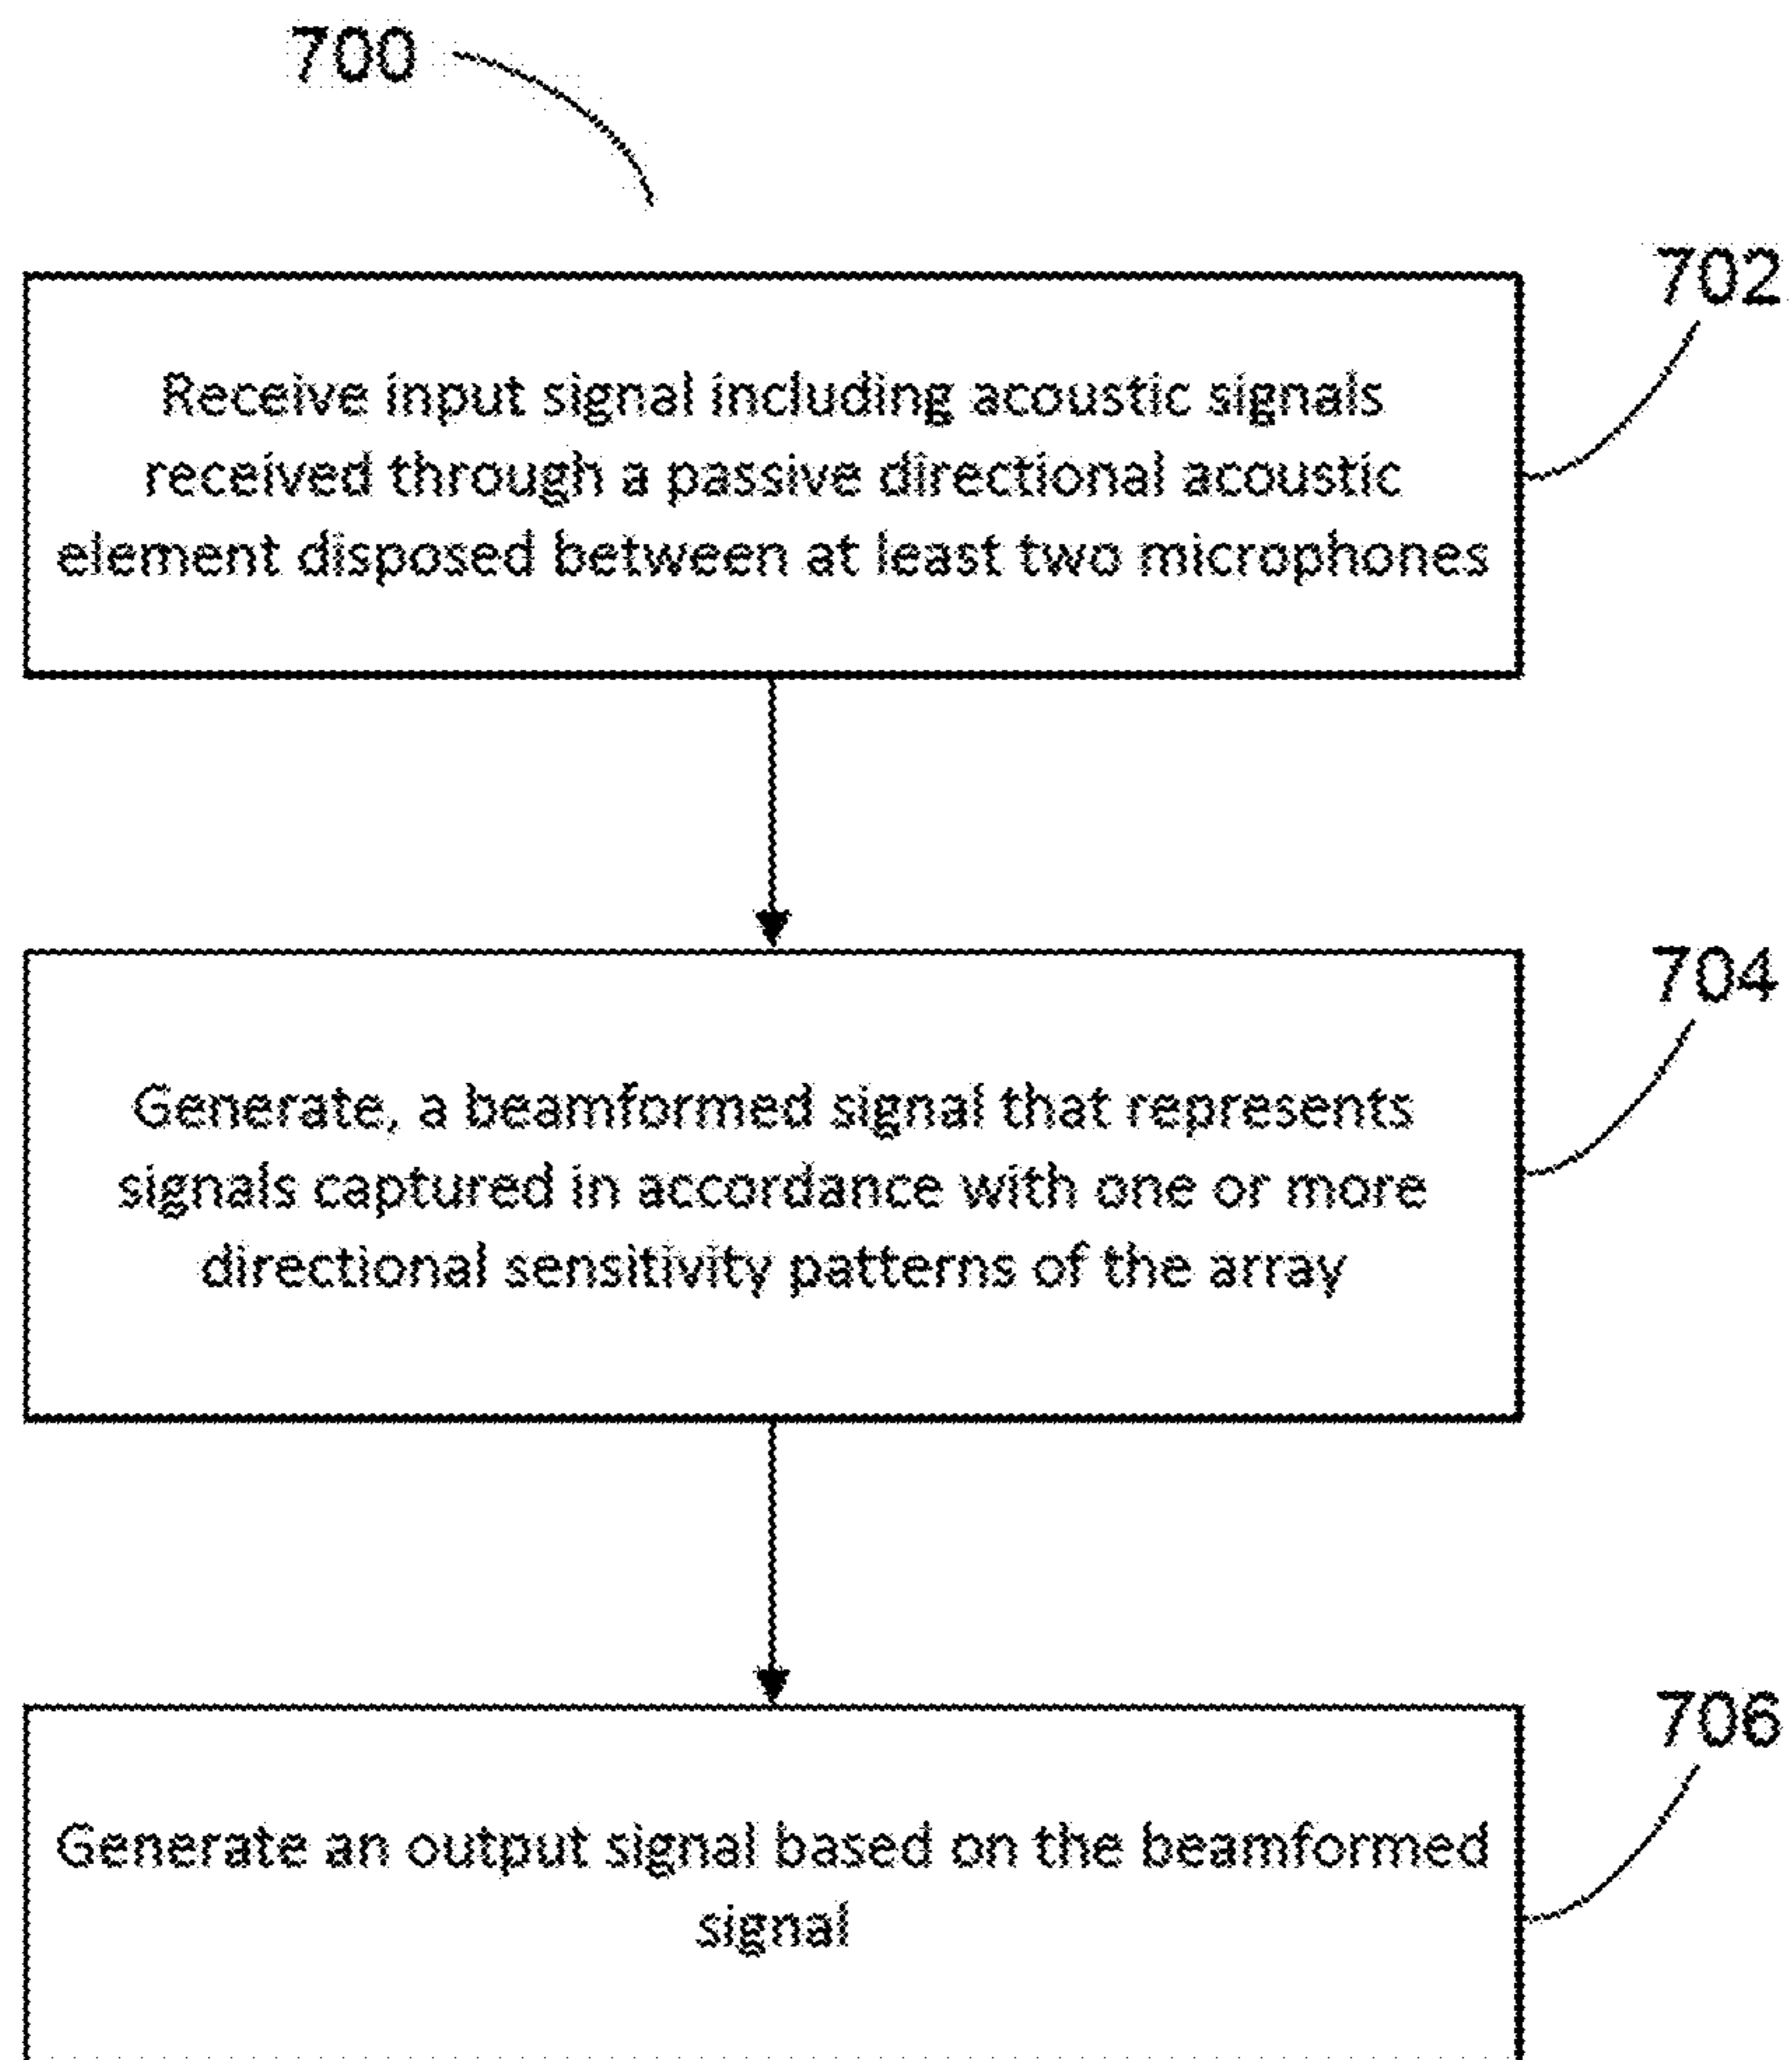 700
702
Receive input signal including acoustic signals
received through a passive directional acoustic
element disposed between at least two microphones
704
Generate, a beamformed signal that represents
signals captured in accordance with one or more
directional sensitivity patterns of the array
706
Generate an output signal based on the beamformed
signal